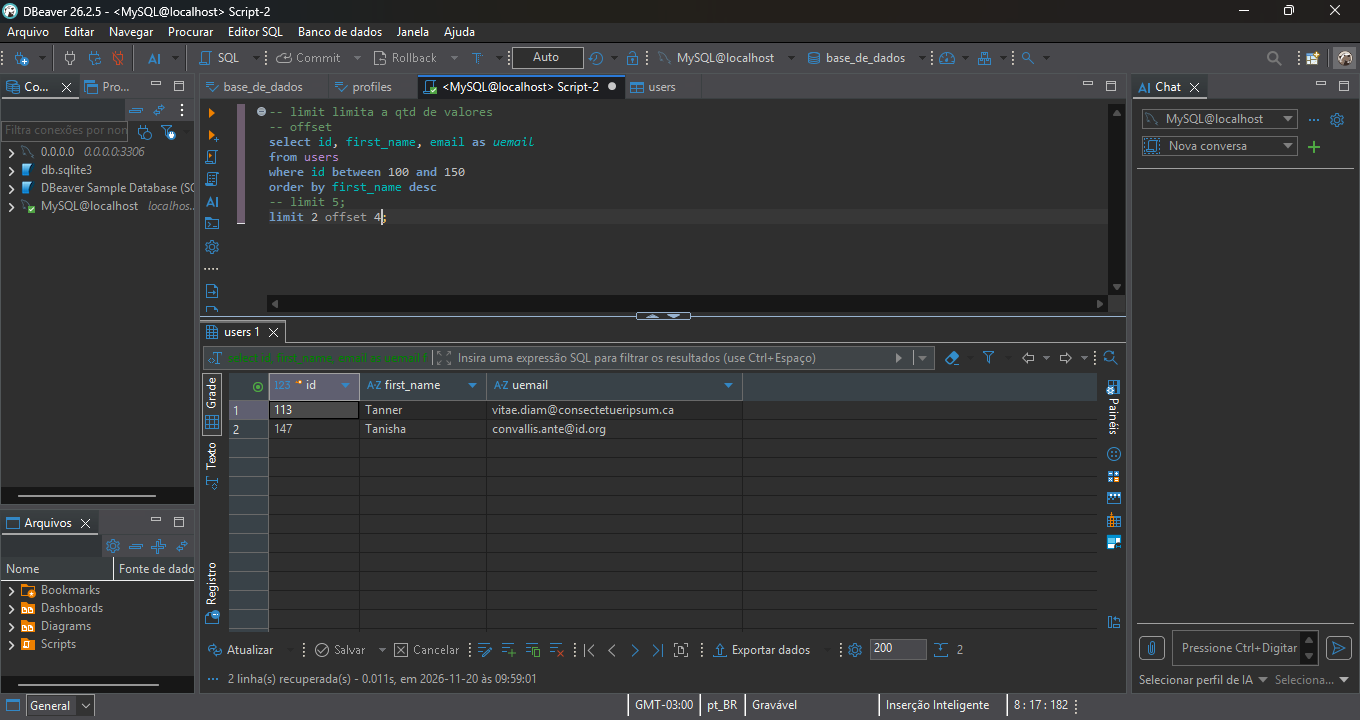 DBeaver 26.2.5 - <MySQL@localhost> Script-2
Arquivo Editar Navegar Procurar Editor SQL Banco de dados Janela Ajuda
AI SQL Commit Rollback T Auto MySQL@localhost base_de_dados
Co... Pro...
Filtra conexões por nom
0.0.0.0 0.0.0.0:3306
db.sqlite3
DBeaver Sample Database (SQ
MySQL@localhost localhos...
Arquivos
Nome Fonte de dado
Bookmarks
Dashboards
Diagrams
Scripts
base_de_dados profiles <MySQL@localhost> Script-2 users
AI
-- limit limita a qtd de valores
-- offset
select id, first_name, email as uemail
from users
where id between 100 and 150
order by first_name desc
-- limit 5;
limit 2 offset 4;
users 1
select id, first_name, email as uemail f Insira uma expressão SQL para filtrar os resultados (use Ctrl+Espaço)
Grade
Texto
Registro
123 id A-Z first_name A-Z uemail
1 113 Tanner vitae.diam@consectetueripsum.ca
2 147 Tanisha convallis.ante@id.org
Painéis
Atualizar Salvar Cancelar Exportar dados 200 2
2 linha(s) recuperada(s) - 0.011s, em 2026-11-20 às 09:59:01
AI Chat
MySQL@localhost
Nova conversa
Pressione Ctrl+Digitar
Selecionar perfil de IA Seleciona...
General GMT-03:00 pt_BR Gravável Inserção Inteligente 8 : 17 : 182